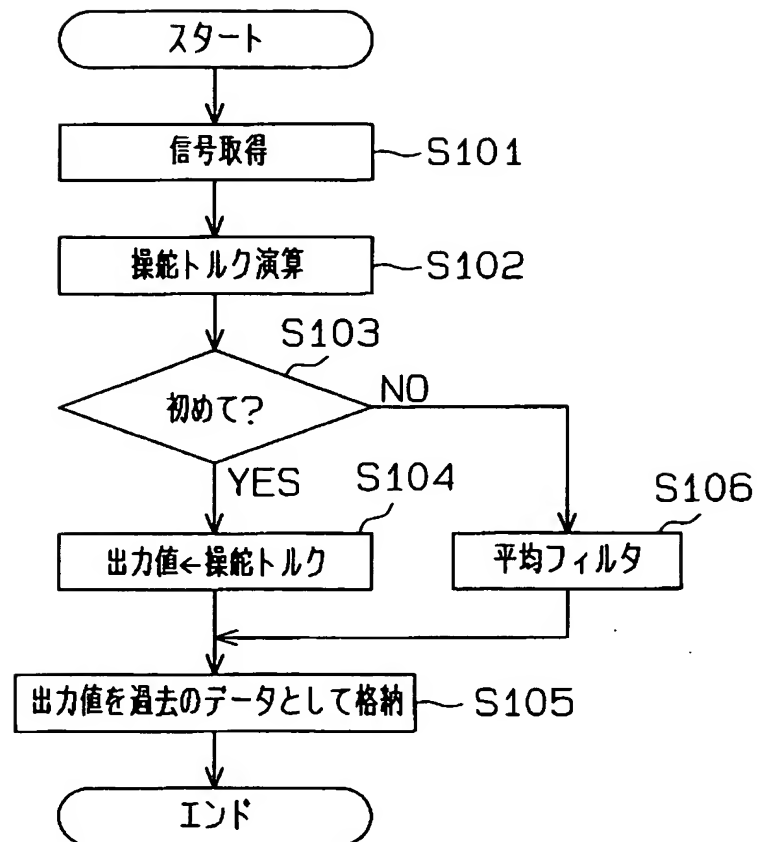 スタート
信号取得
S101
操舵トルク演算
S102
S103
初めて?
NO
YES
S104
出力値←操舵トルク
S106
平均フィルタ
出力値を過去のデータとして格納
S105
エンド